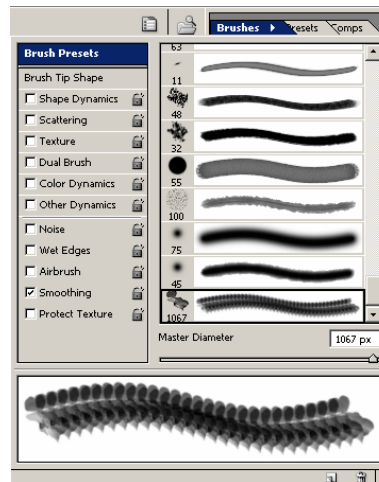 Brushes
resets
Comps
Brush Presets
Brush Tip Shape
Shape Dynamics
Scattering
Texture
Dual Brush
Color Dynamics
Other Dynamics
Noise
Wet Edges
Airbrush
Smoothing
Protect Texture
63
11
48
32
55
100
75
45
1067
Master Diameter
1067 px